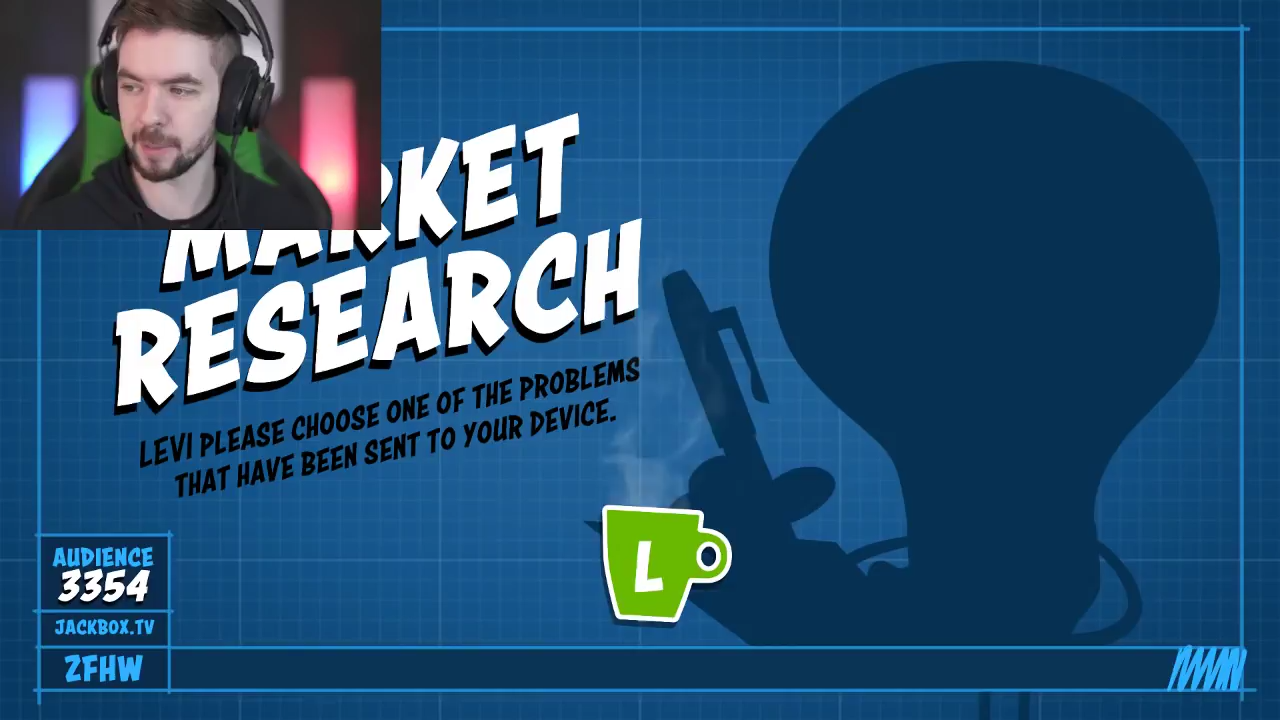 MARKET
RESEARCH
LEVI PLEASE CHOOSE ONE OF THE PROBLEMS
THAT HAVE BEEN SENT TO YOUR DEVICE.
L
AUDIENCE
3354
JACKBOX.TV
ZFHW